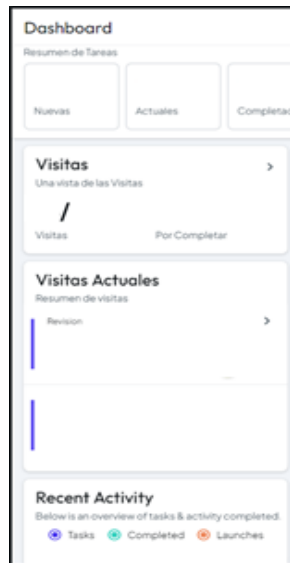 Dashboard
Resumen de Tareas
Nuevas Actuales Completad
Visitas >
Una vista de las Visitas
/
Visitas Por Completar
Visitas Actuales
Resumen de visitas
Revision >
Recent Activity
Below is an overview of tasks & activity completed.
Tasks Completed Launches